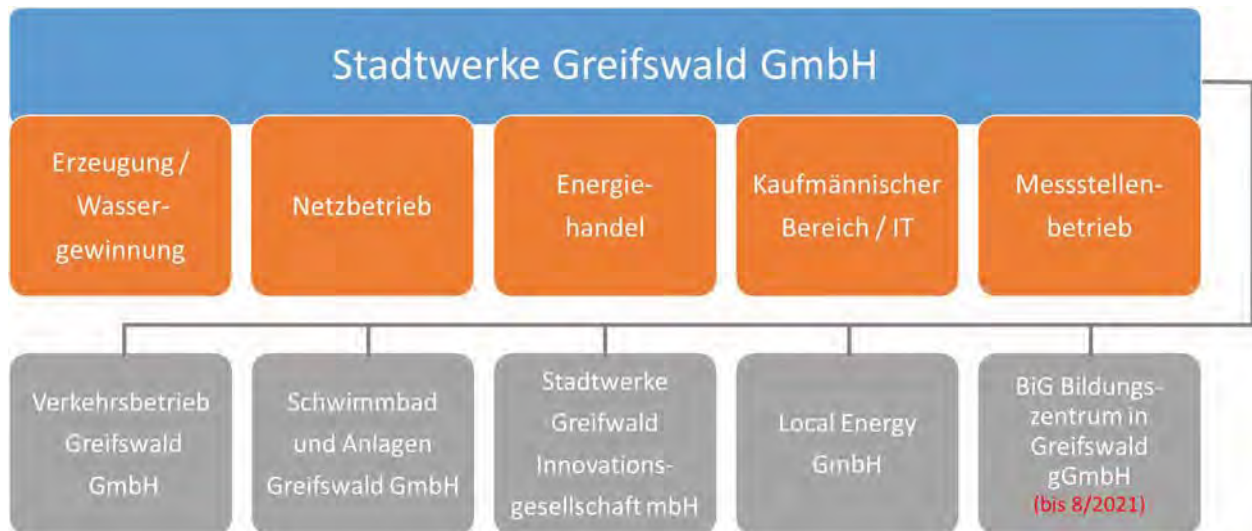 Stadtwerke Greifswald GmbH
Erzeugung /
Wasser-
gewinnung
Netzbetrieb
Energie-
handel
Kaufmännischer
Bereich / IT
Messstellen-
betrieb
Verkehrsbetrieb
Greifswald
GmbH
Schwimmbad
und Anlagen
Greifswald GmbH
Stadtwerke
Greifwald
Innovations-
gesellschaft mbH
Local Energy
GmbH
BiG Bildungs-
zentrum in
Greifswald
gGmbH
(bis 8/2021)